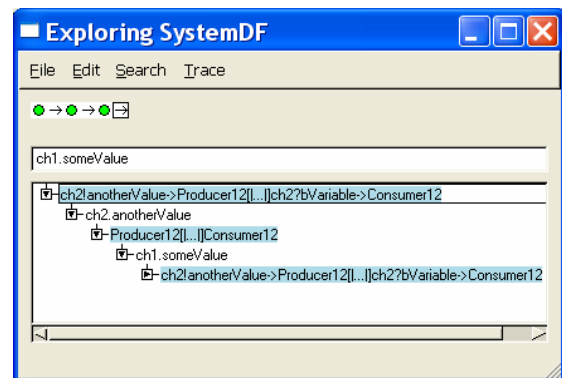 Exploring SystemDF
File Edit Search Trace
ch1.someValue
ch2!anotherValue->Producer12[|...|]ch2?bVariable->Consumer12
ch2.anotherValue
Producer12[|...|]Consumer12
ch1.someValue
ch2!anotherValue->Producer12[|...|]ch2?bVariable->Consumer12